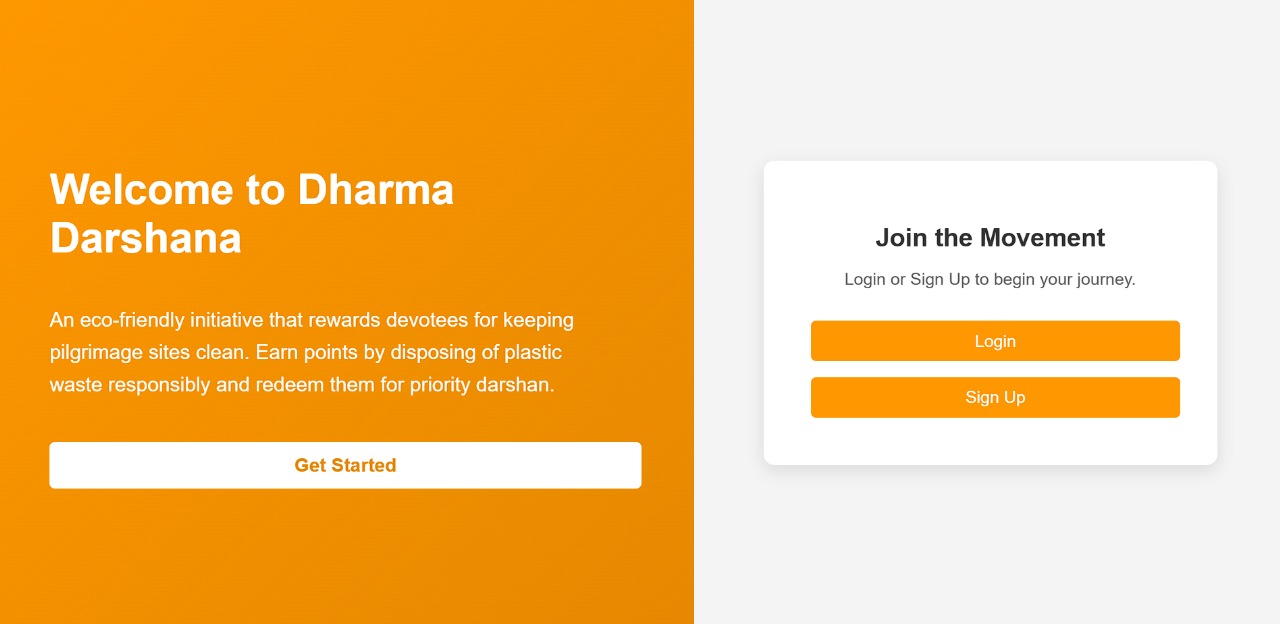 Welcome to Dharma
Darshana
An eco-friendly initiative that rewards devotees for keeping
pilgrimage sites clean. Earn points by disposing of plastic
waste responsibly and redeem them for priority darshan.
Get Started
Join the Movement
Login or Sign Up to begin your journey.
Login
Sign Up